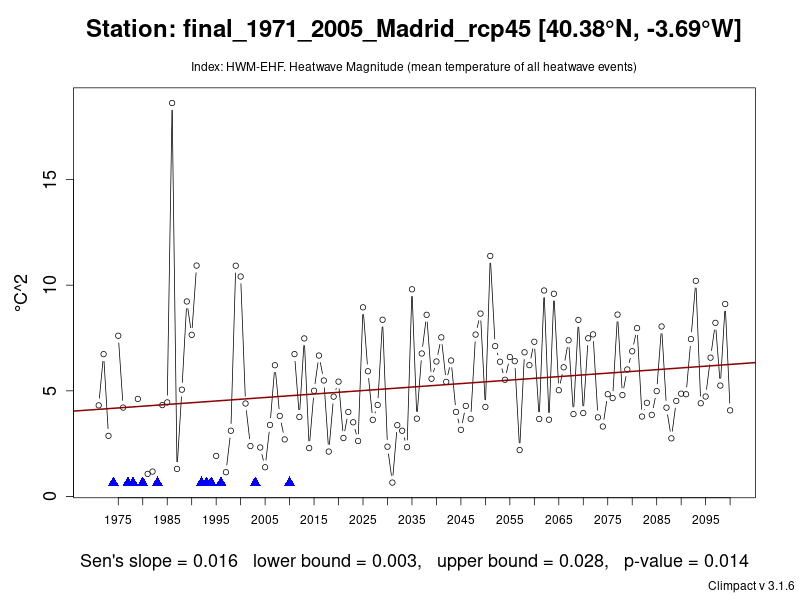 Station: final_1971_2005_Madrid_rcp45 [40.38°N, -3.69°W]
Index: HWM-EHF. Heatwave Magnitude (mean temperature of all heatwave events)
°C^2
15
10
5
0
1975 1985 1995 2005 2015 2025 2035 2045 2055 2065 2075 2085 2095
Sen's slope = 0.016 lower bound = 0.003, upper bound = 0.028, p-value = 0.014
Climpact v 3.1.6